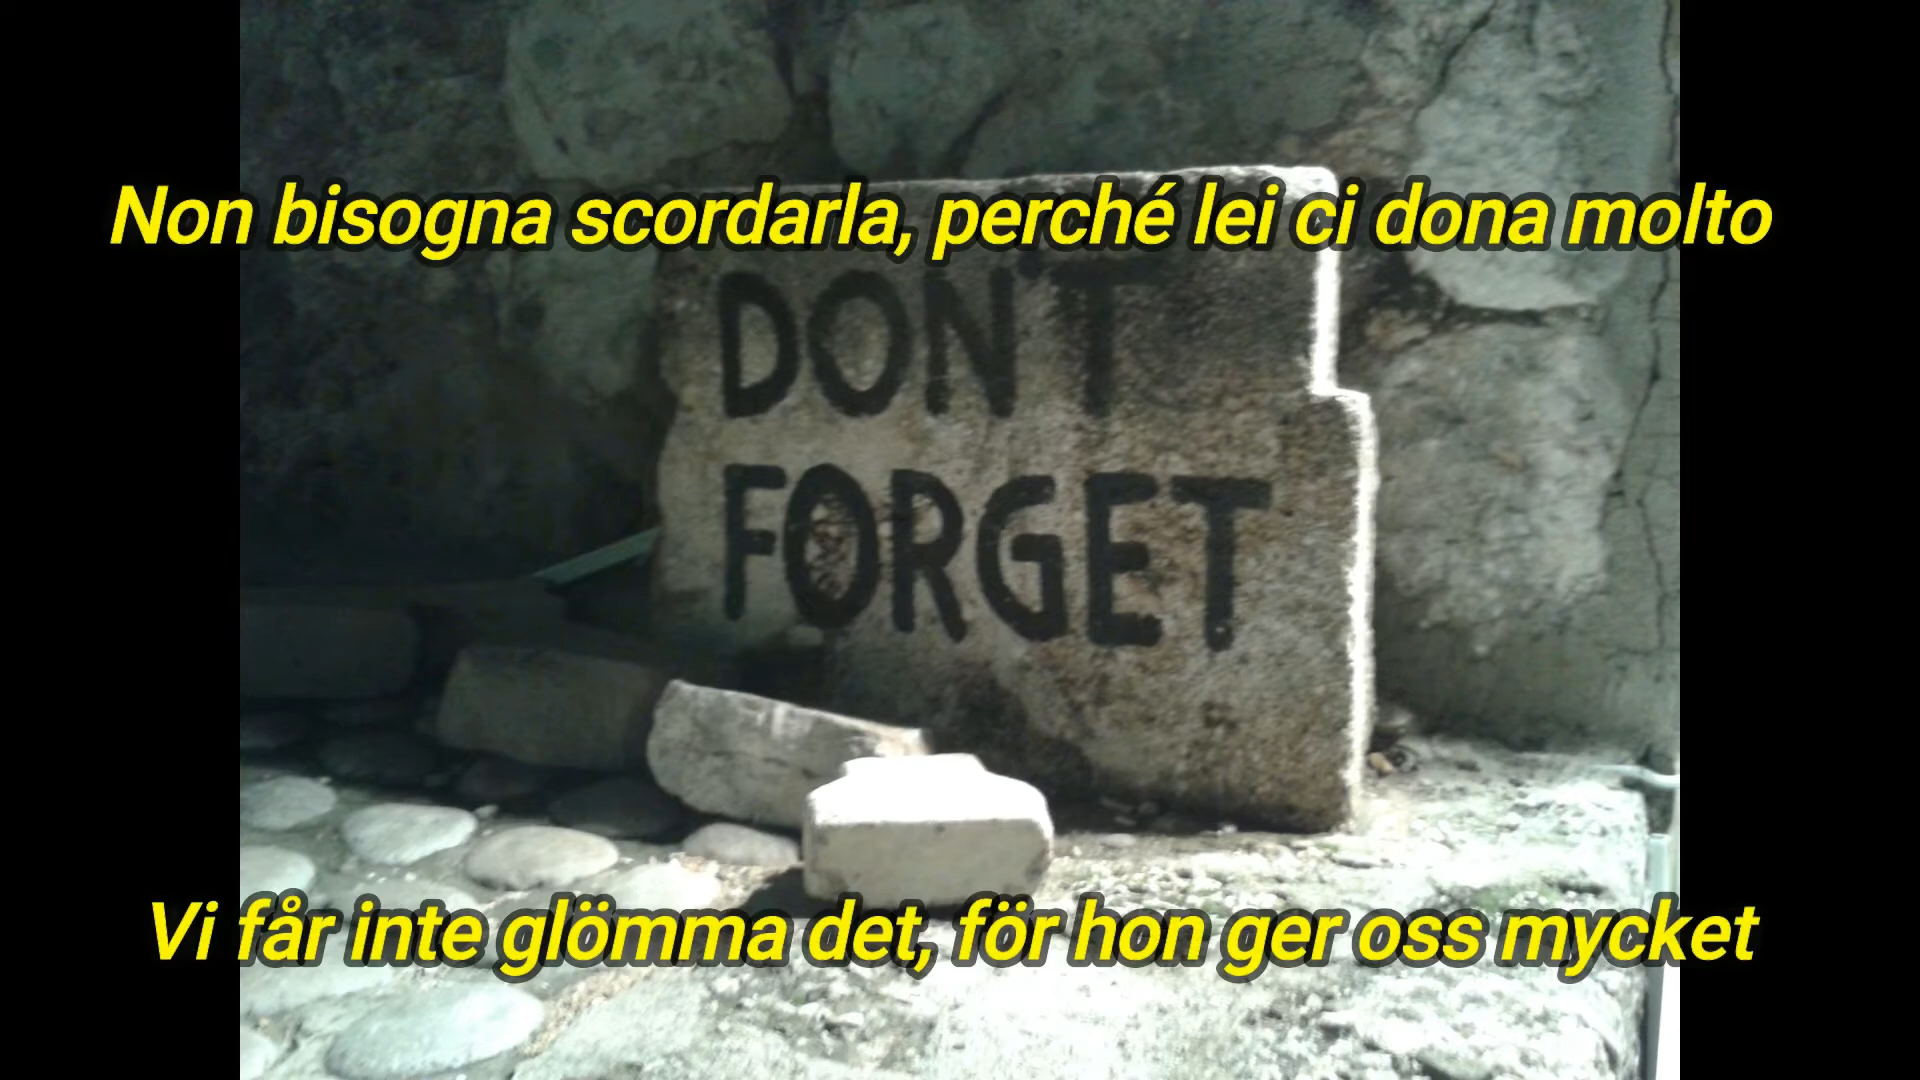 Non bisogna scordarla, perché lei ci dona molto
DON'T
FORGET
Vi får inte glömma det, för hon ger oss mycket